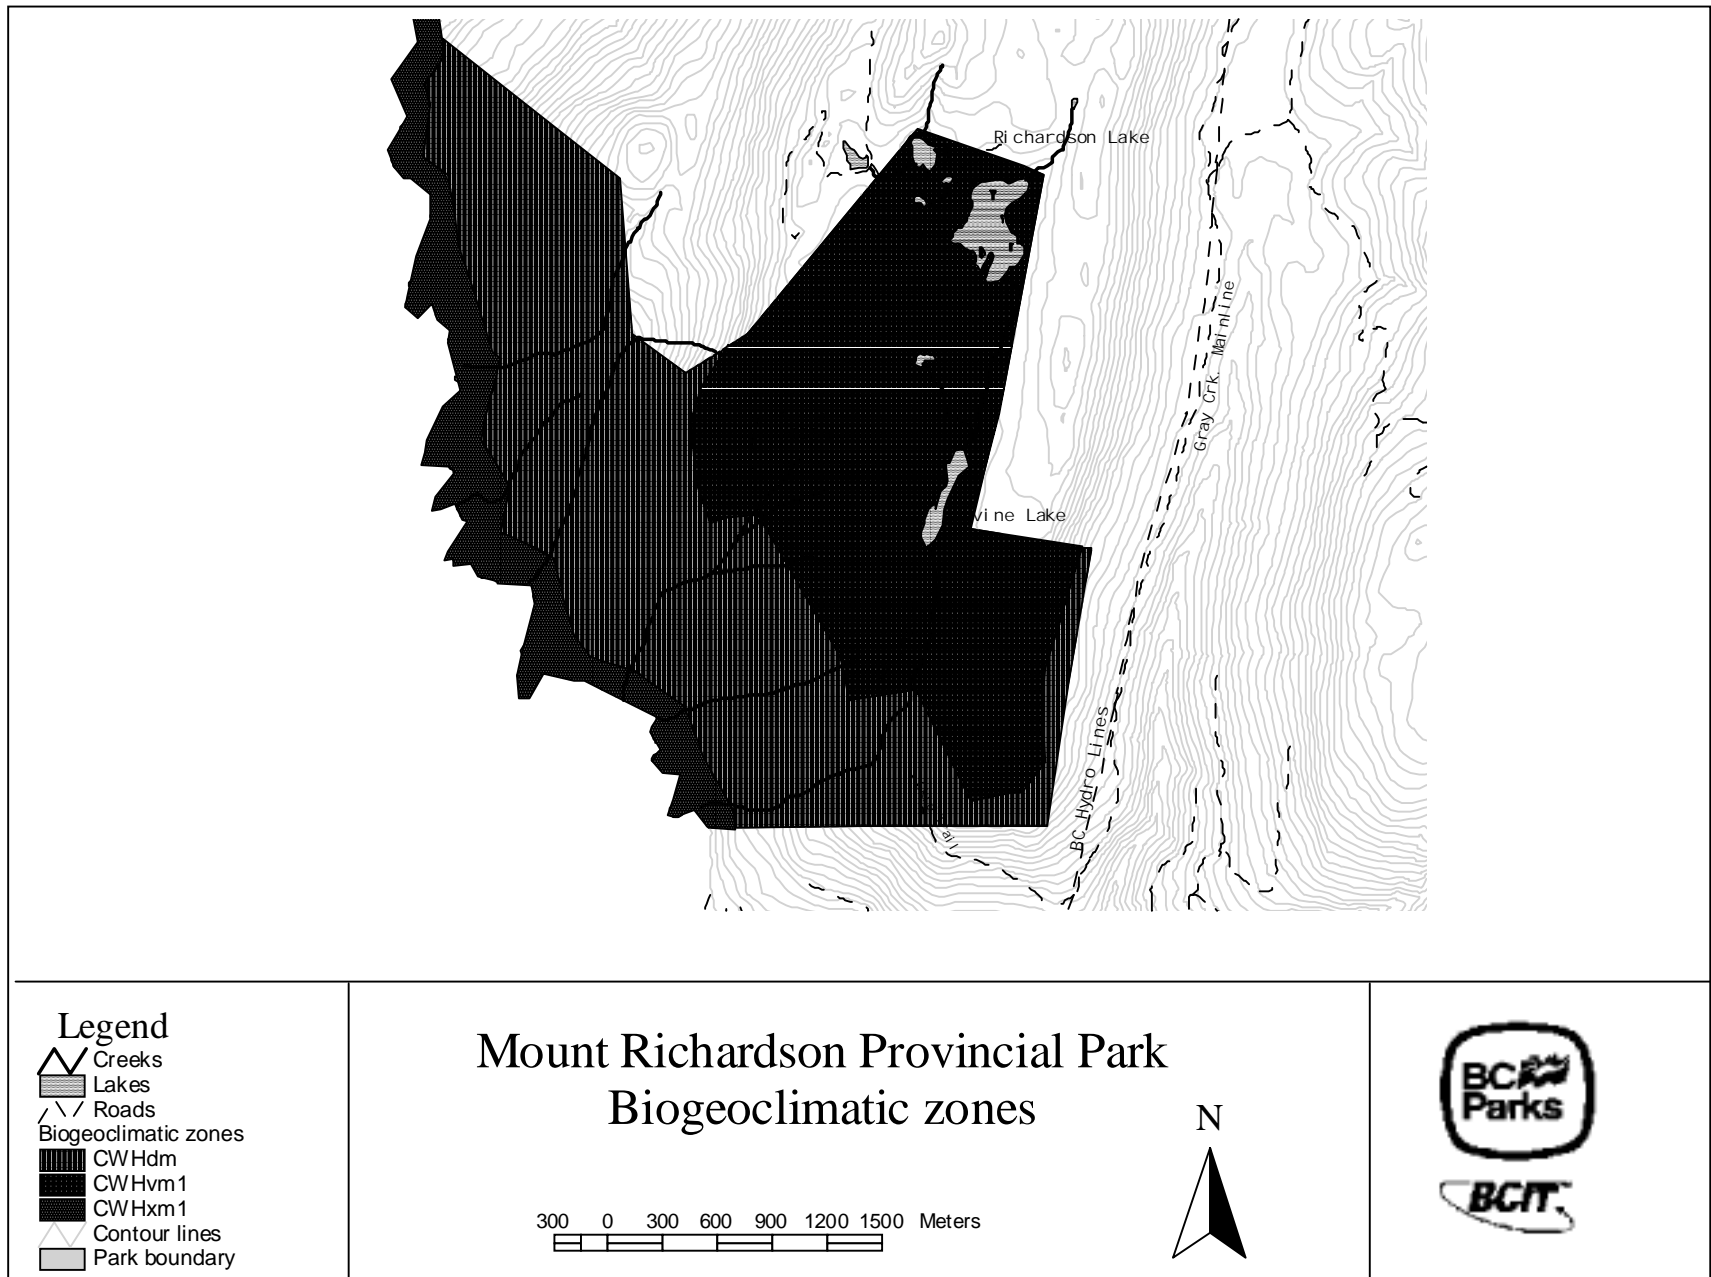 Richardson Lake
Gray Crk. Mainline
vine Lake
BC Hydro Lines
ail
Legend
Creeks
Lakes
Roads
Biogeoclimatic zones
CWHdm
CWHvm1
CWHxm1
Contour lines
Park boundary
Mount Richardson Provincial Park
Biogeoclimatic zones
N
300 0 300 600 900 1200 1500 Meters
BC
Parks
BCIT